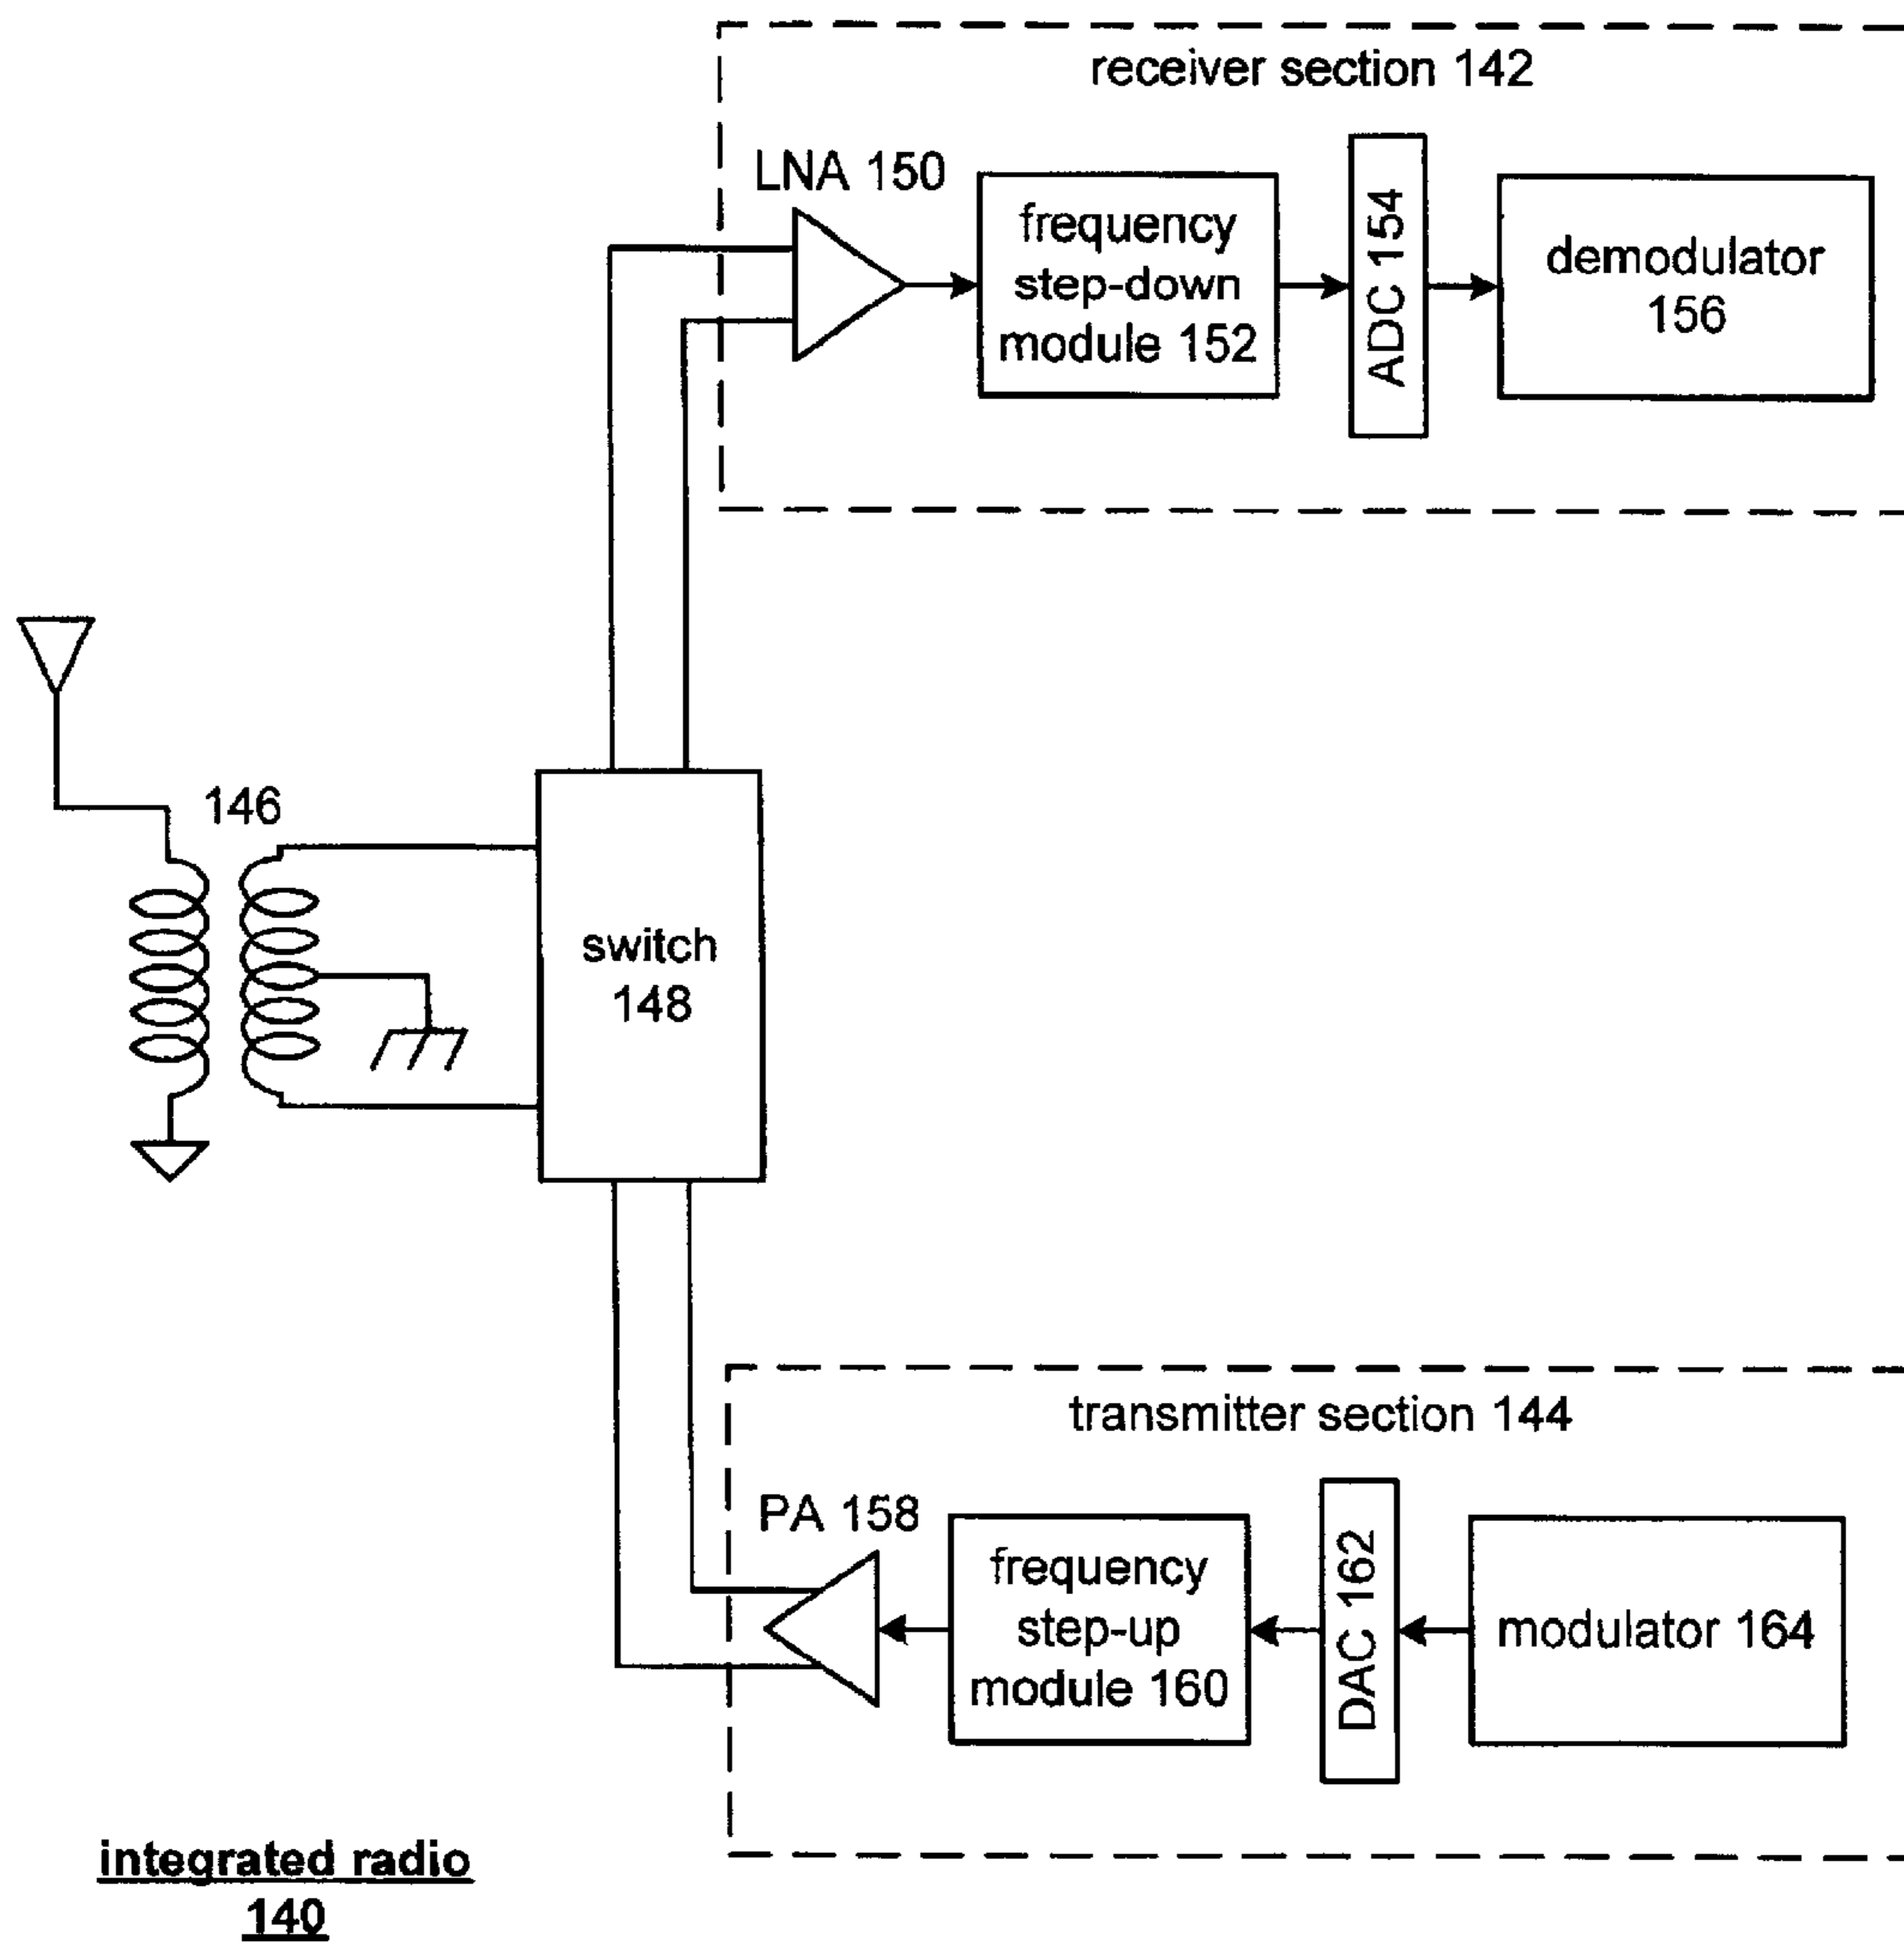 receiver section 142
LNA 150
frequency
step-down
module 152
ADC 154
demodulator
156
146
switch
148
transmitter section 144
PA 158
frequency
step-up
module 160
DAC 162
modulator 164
integrated radio
140